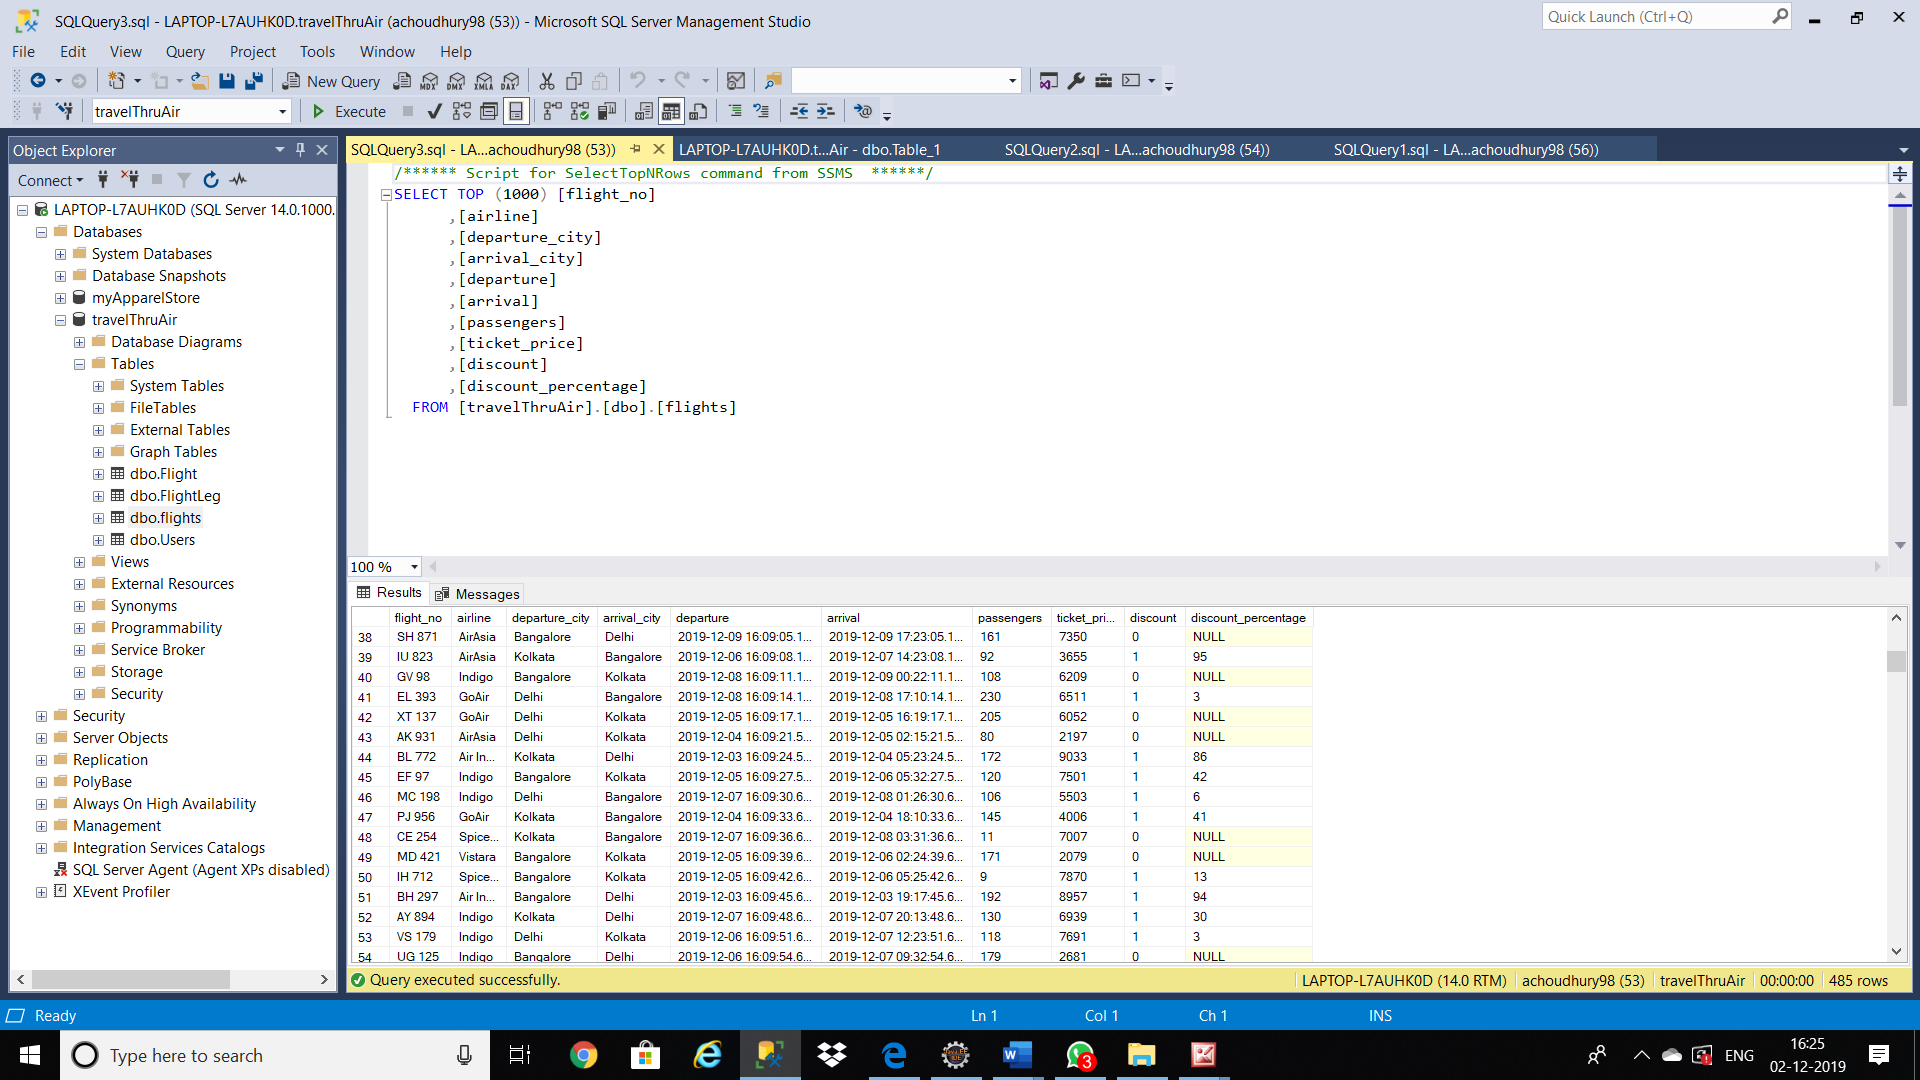 SQLQuery3.sql - LAPTOP-L7AUHK0D.travelThruAir (achoudhury98 (53)) - Microsoft SQL Server Management Studio
Quick Launch (Ctrl+Q)
File Edit View Query Project Tools Window Help
New Query MDX DMX XMLA DAX
travelThruAir Execute
Object Explorer
SQLQuery3.sql - LA...achoudhury98 (53)) LAPTOP-L7AUHK0D.t...Air - dbo.Table_1 SQLQuery2.sql - LA...achoudhury98 (54)) SQLQuery1.sql - LA...achoudhury98 (56))
Connect
LAPTOP-L7AUHK0D (SQL Server 14.0.1000.
Databases
System Databases
Database Snapshots
myApparelStore
travelThruAir
Database Diagrams
Tables
System Tables
FileTables
External Tables
Graph Tables
dbo.Flight
dbo.FlightLeg
dbo.flights
dbo.Users
Views
External Resources
Synonyms
Programmability
Service Broker
Storage
Security
Security
Server Objects
Replication
PolyBase
Always On High Availability
Management
Integration Services Catalogs
SQL Server Agent (Agent XPs disabled)
XEvent Profiler
/****** Script for SelectTopNRows command from SSMS  ******/
SELECT TOP (1000) [flight_no]
,[airline]
,[departure_city]
,[arrival_city]
,[departure]
,[arrival]
,[passengers]
,[ticket_price]
,[discount]
,[discount_percentage]
FROM [travelThruAir].[dbo].[flights]
100 %
Results Messages
flight_no airline departure_city arrival_city departure arrival passengers ticket_pri... discount discount_percentage
38 SH 871 AirAsia Bangalore Delhi 2019-12-09 16:09:05.1... 2019-12-09 17:23:05.1... 161 7350 0 NULL
39 IU 823 AirAsia Kolkata Bangalore 2019-12-06 16:09:08.1... 2019-12-07 14:23:08.1... 92 3655 1 95
40 GV 98 Indigo Bangalore Kolkata 2019-12-08 16:09:11.1... 2019-12-09 00:22:11.1... 108 6209 0 NULL
41 EL 393 GoAir Delhi Bangalore 2019-12-08 16:09:14.1... 2019-12-08 17:10:14.1... 230 6511 1 3
42 XT 137 GoAir Delhi Kolkata 2019-12-05 16:09:17.1... 2019-12-05 16:19:17.1... 205 6052 0 NULL
43 AK 931 AirAsia Delhi Kolkata 2019-12-04 16:09:21.5... 2019-12-05 02:15:21.5... 80 2197 0 NULL
44 BL 772 Air In... Kolkata Delhi 2019-12-03 16:09:24.5... 2019-12-04 05:23:24.5... 172 9033 1 86
45 EF 97 Indigo Bangalore Kolkata 2019-12-05 16:09:27.5... 2019-12-06 05:32:27.5... 120 7501 1 42
46 MC 198 Indigo Delhi Bangalore 2019-12-07 16:09:30.6... 2019-12-08 01:26:30.6... 106 5503 1 6
47 PJ 956 GoAir Kolkata Bangalore 2019-12-04 16:09:33.6... 2019-12-04 18:10:33.6... 145 4006 1 41
48 CE 254 Spice... Kolkata Bangalore 2019-12-07 16:09:36.6... 2019-12-08 03:31:36.6... 11 7007 0 NULL
49 MD 421 Vistara Bangalore Kolkata 2019-12-05 16:09:39.6... 2019-12-06 02:24:39.6... 171 2079 0 NULL
50 IH 712 Spice... Bangalore Kolkata 2019-12-05 16:09:42.6... 2019-12-06 05:25:42.6... 9 7870 1 13
51 BH 297 Air In... Bangalore Delhi 2019-12-03 16:09:45.6... 2019-12-03 19:17:45.6... 192 8957 1 94
52 AY 894 Indigo Kolkata Delhi 2019-12-07 16:09:48.6... 2019-12-07 20:13:48.6... 130 6939 1 30
53 VS 179 Indigo Delhi Kolkata 2019-12-06 16:09:51.6... 2019-12-07 12:23:51.6... 118 7691 1 3
54 UG 125 Indigo Bangalore Delhi 2019-12-06 16:09:54.6... 2019-12-07 09:32:54.6... 179 2681 0 NULL
Query executed successfully. LAPTOP-L7AUHK0D (14.0 RTM) achoudhury98 (53) travelThruAir 00:00:00 485 rows
Ready Ln 1 Col 1 Ch 1 INS
Type here to search
3
ENG
16:25
02-12-2019